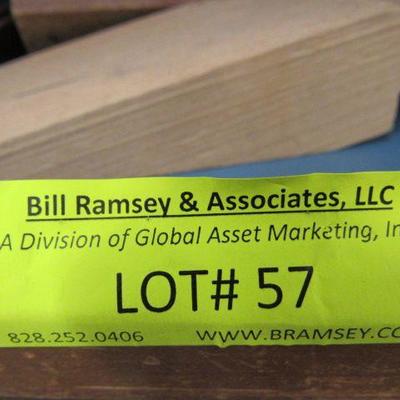 Bill Ramsey & Associates, LLC
A Division of Global Asset Marketing, In
LOT# 57
828.252.0406 WWW.BRAMSEY.CO